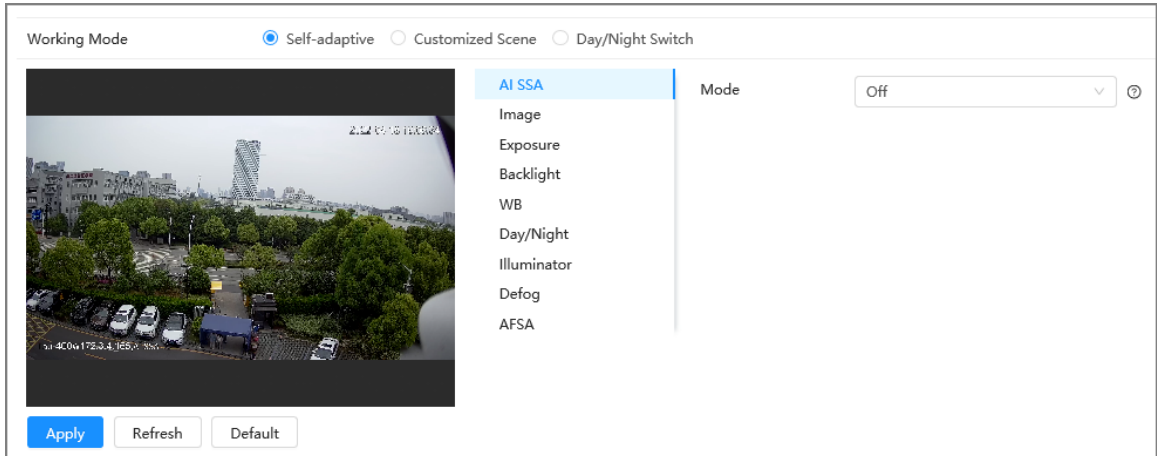 Working Mode Self-adaptive Customized Scene Day/Night Switch
AI SSA
Mode Off
Image
Exposure
Backlight
WB
Day/Night
Illuminator
Defog
AFSA
Apply Refresh Default